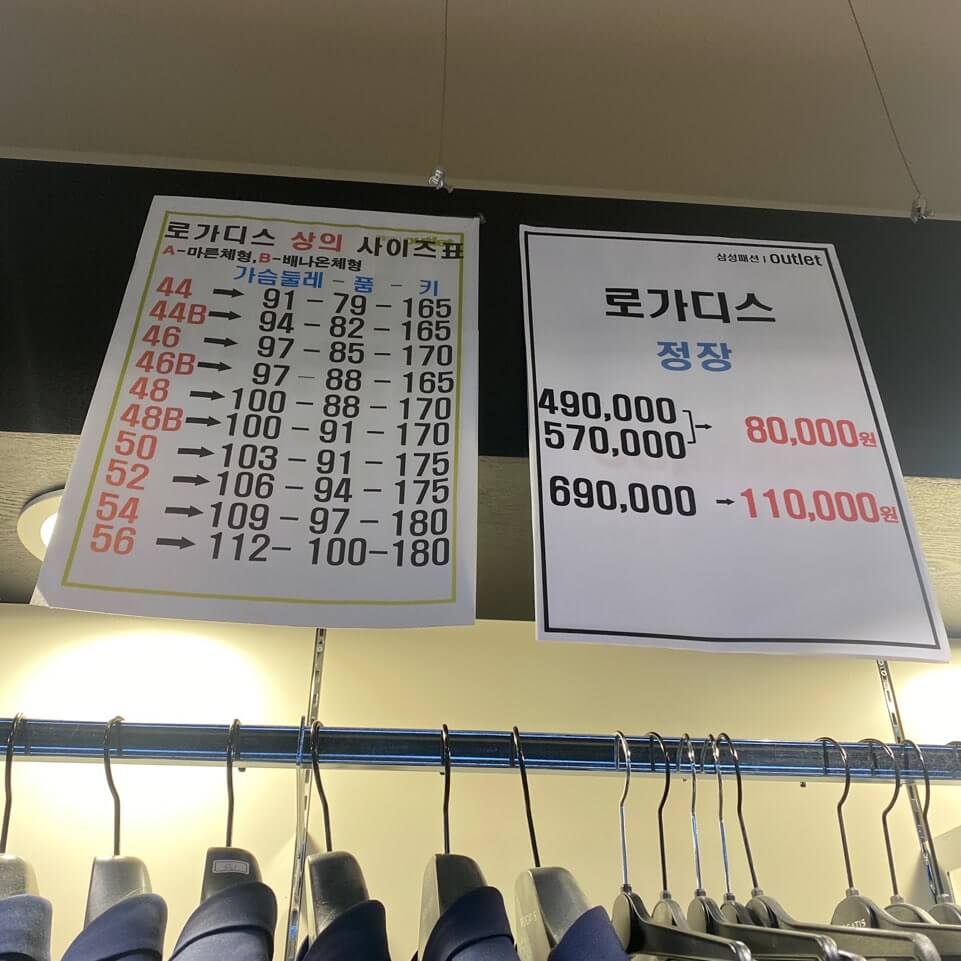 로가디스 상의 사이즈표
A-마른체형,B-배나온체형
가슴둘레 - 품 - 키
44 → 91 - 79 - 165
44B → 94 - 82 - 165
46 → 97 - 85 - 170
46B → 97 - 88 - 165
48 → 100 - 88 - 170
48B → 100 - 91 - 170
50 → 103 - 91 - 175
52 → 106 - 94 - 175
54 → 109 - 97 - 180
56 → 112 - 100 - 180
삼성패션 | outlet
로가디스
정장
490,000
570,000 → 80,000원
690,000 → 110,000원